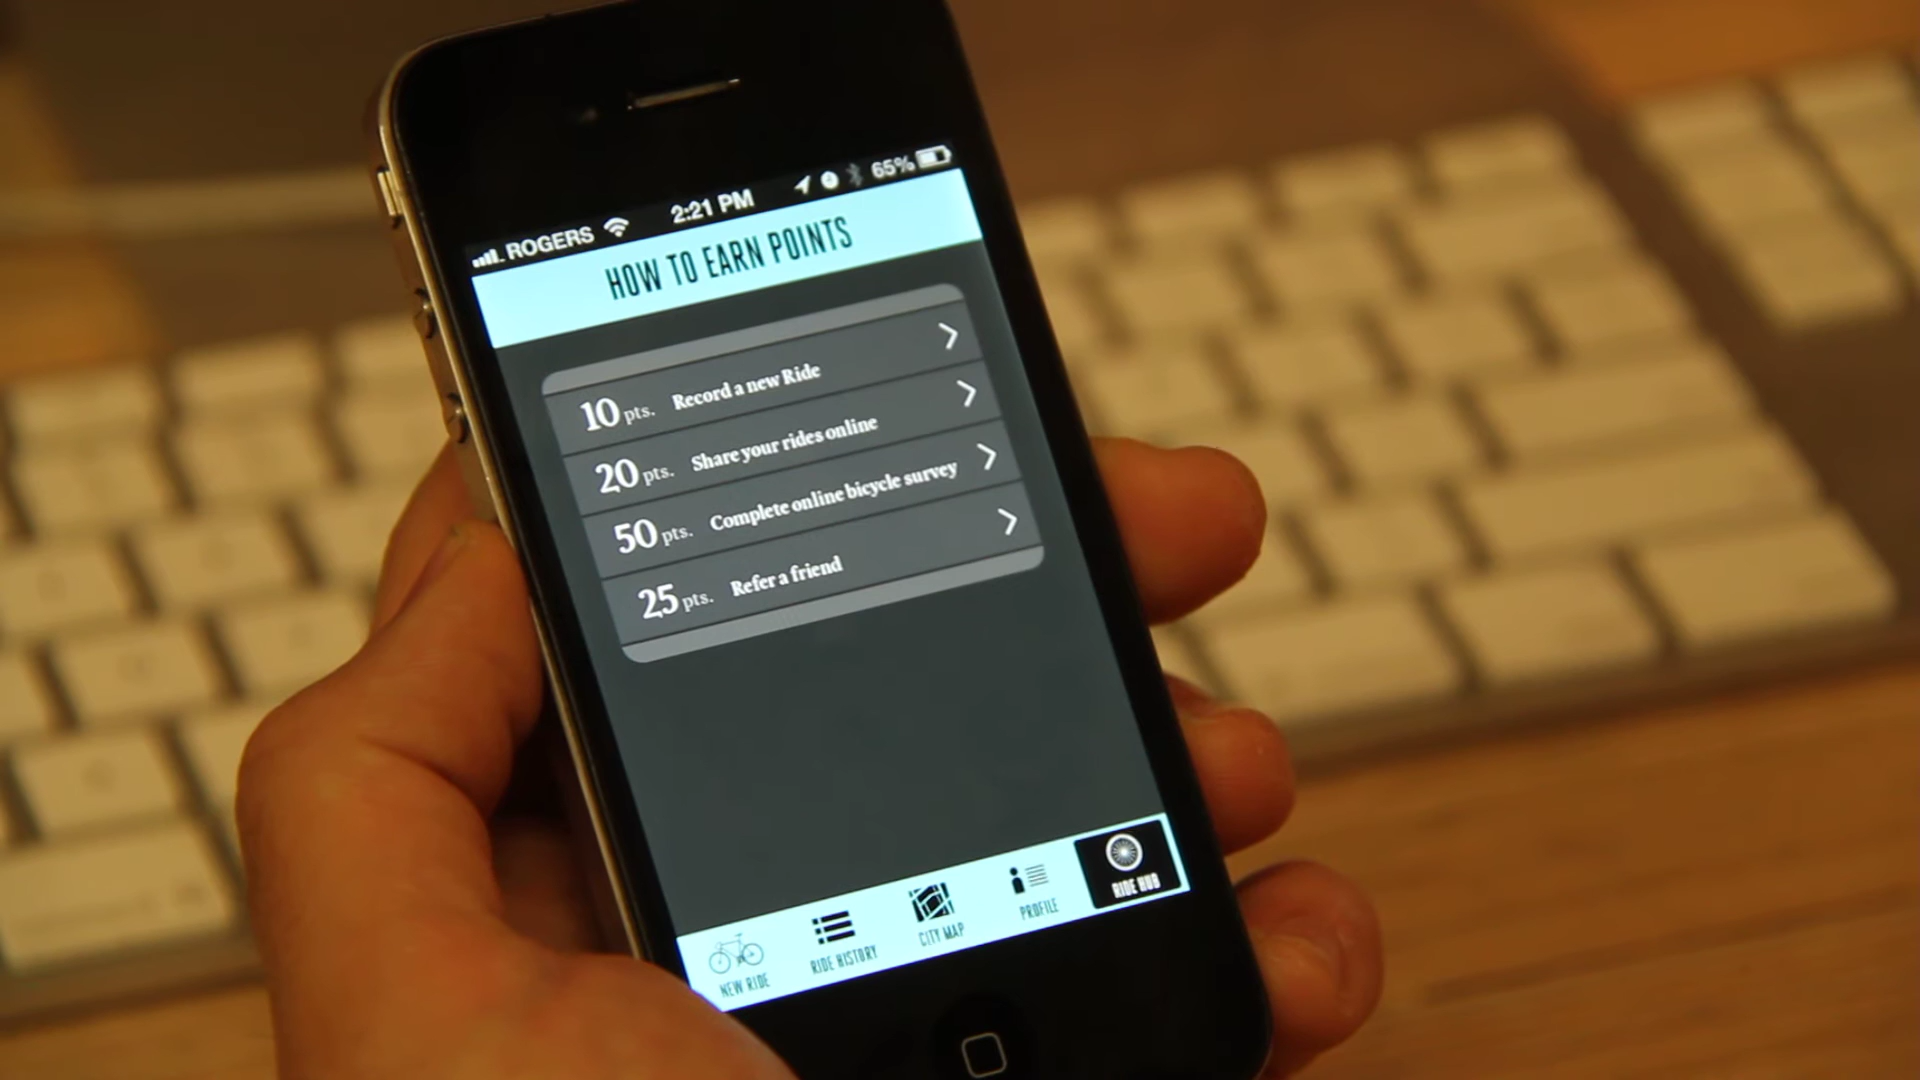 ROGERS 2:21 PM 65%
HOW TO EARN POINTS
10 pts. Record a new Ride
20 pts. Share your rides online
50 pts. Complete online bicycle survey
25 pts. Refer a friend
NEW RIDE
RIDE HISTORY
CITY MAP
PROFILE
RIDE HUB